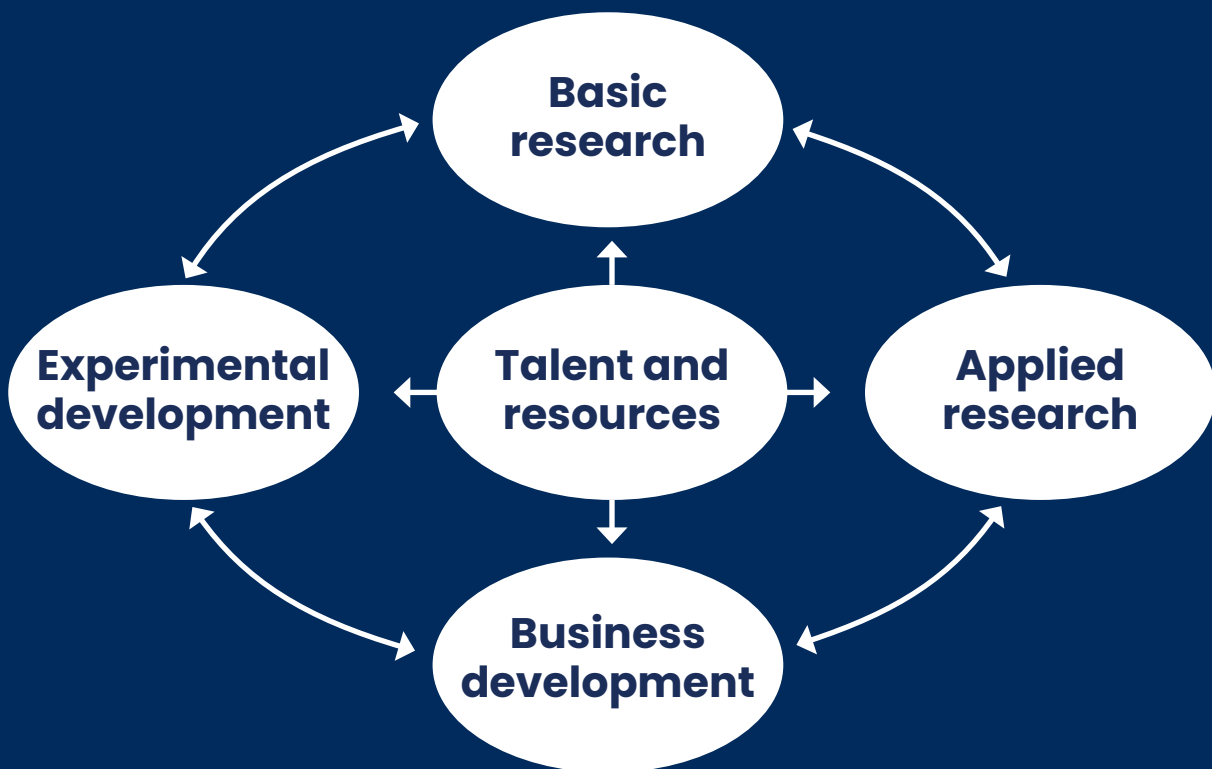 Basic
research
Experimental
development
Talent and
resources
Applied
research
Business
development